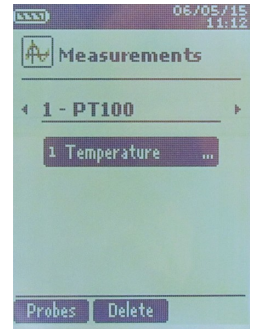 06/05/15
11:12
Measurements
1 - PT100
1 Temperature ...
Probes Delete